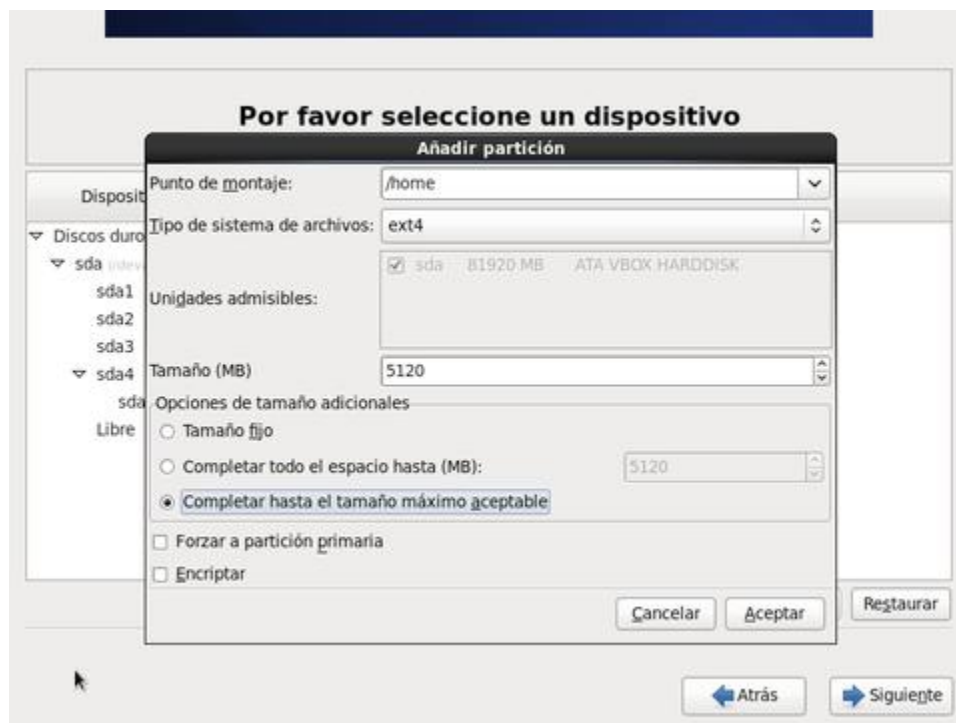 Por favor seleccione un dispositivo
Añadir partición
Punto de montaje: /home
Disposit
Tipo de sistema de archivos: ext4
Discos duro
sda
sda 81920 MB ATA VBOX HARDDISK
sda1
Unidades admisibles:
sda2
sda3
sda4
Tamaño (MB) 5120
sda
Opciones de tamaño adicionales
Libre
Tamaño fijo
Completar todo el espacio hasta (MB): 5120
Completar hasta el tamaño máximo aceptable
Forzar a partición primaria
Encriptar
Cancelar Aceptar Restaurar
Atrás Siguiente